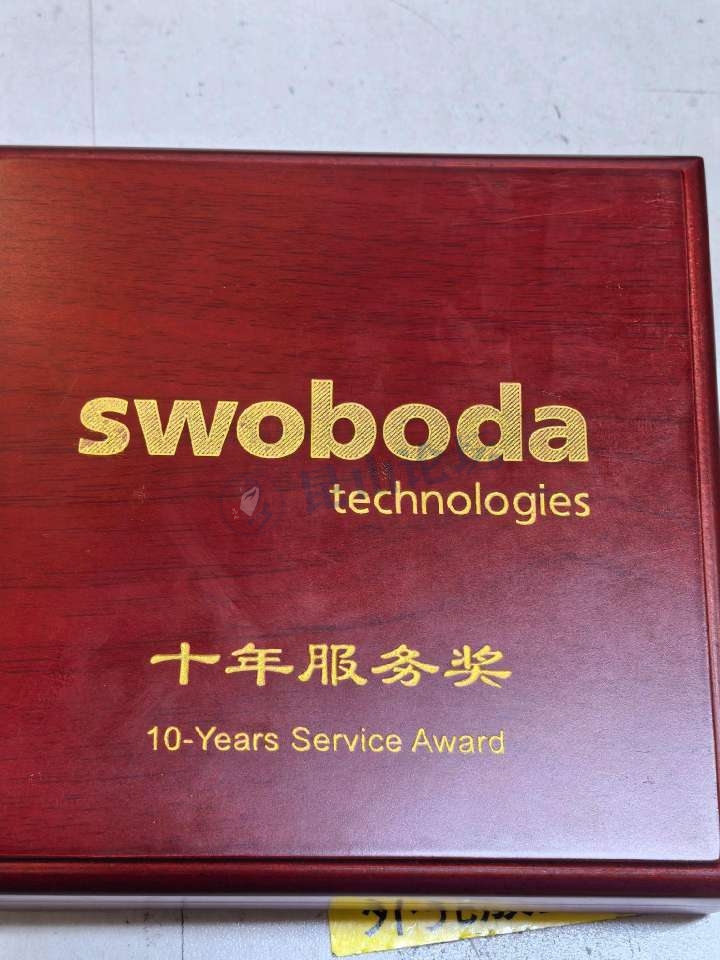 swoboda
technologies
十年服务奖
10-Years Service Award